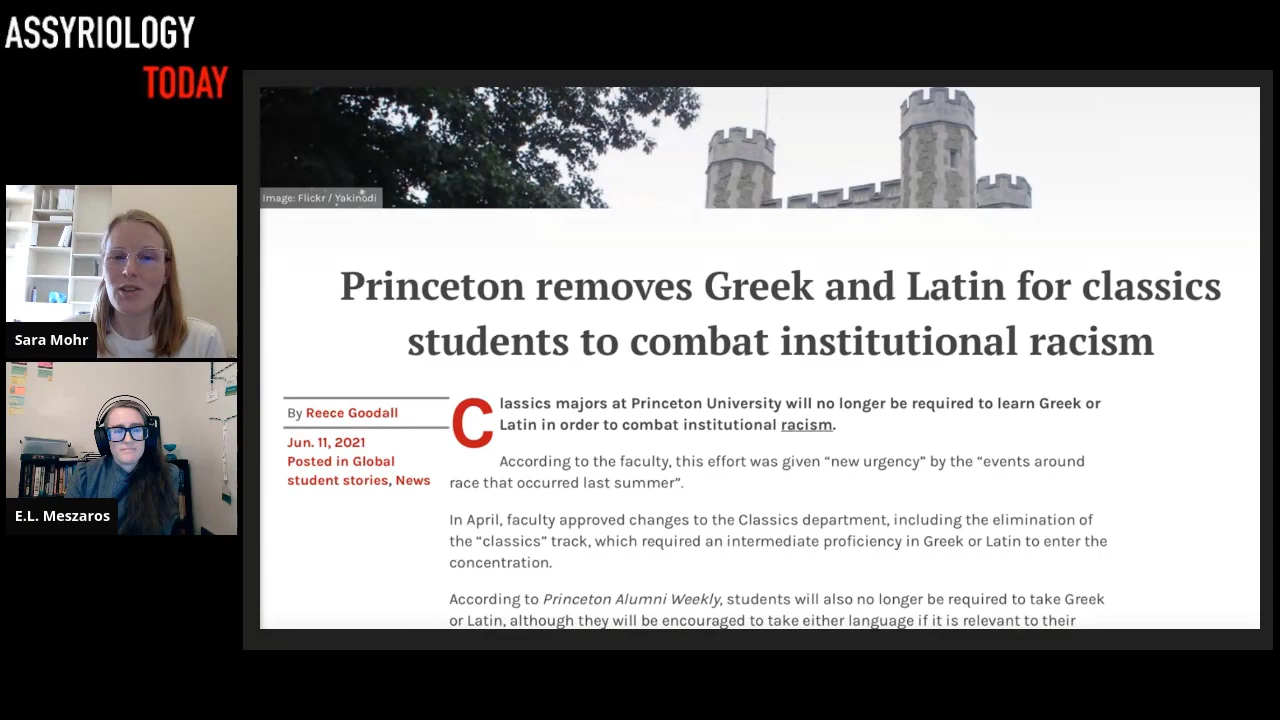 ASSYRIOLOGY
TODAY
Sara Mohr
E.L. Meszaros
Image: Flickr / Yakinodi
Princeton removes Greek and Latin for classics
students to combat institutional racism
By Reece Goodall
Jun. 11, 2021
Posted in Global
student stories, News
Classics majors at Princeton University will no longer be required to learn Greek or
Latin in order to combat institutional racism.
According to the faculty, this effort was given “new urgency” by the “events around
race that occurred last summer”.
In April, faculty approved changes to the Classics department, including the elimination of
the “classics” track, which required an intermediate proficiency in Greek or Latin to enter the
concentration.
According to Princeton Alumni Weekly, students will also no longer be required to take Greek
or Latin, although they will be encouraged to take either language if it is relevant to their